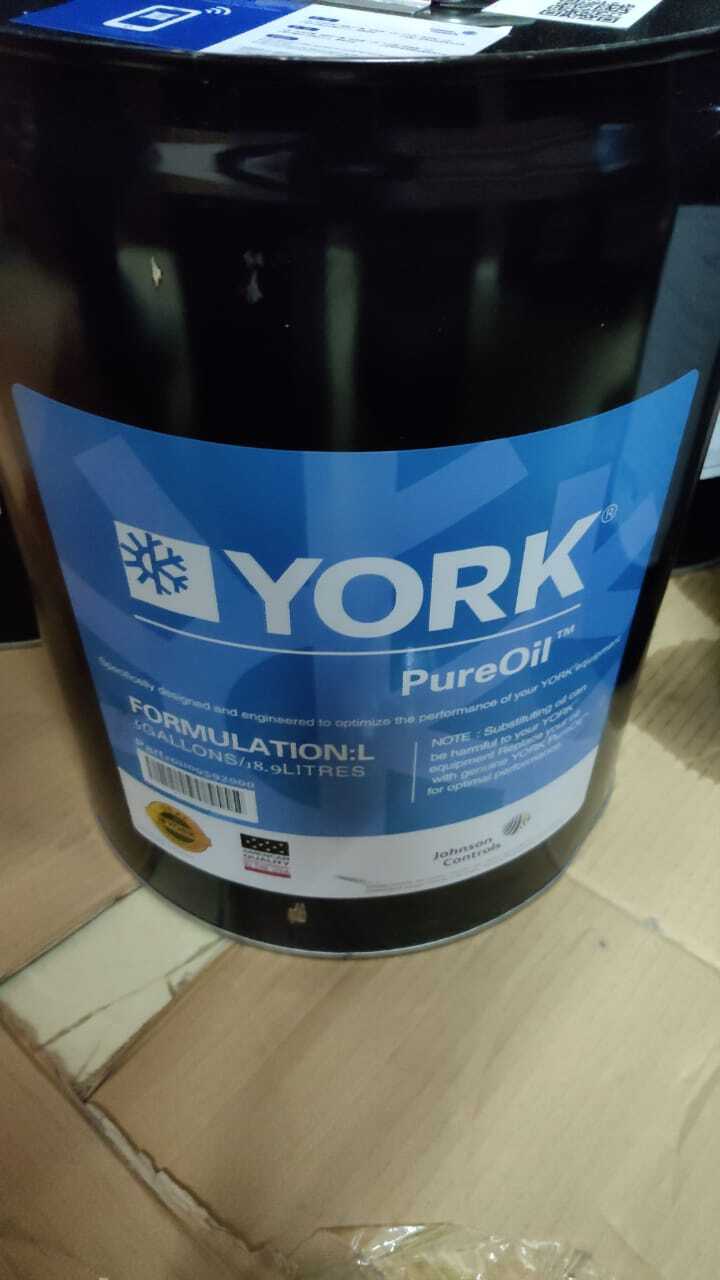 YORK®
PureOil™
Specifically designed and engineered to optimize the performance of your YORK equipment
FORMULATION:L
5GALLONS/18.9LITRES
NOTE : Substituting oil can
be harmful to your YORK
equipment Replace your oil
with genuine YORK PureOil
for optimal performance.
QUALITY
Johnson
Controls